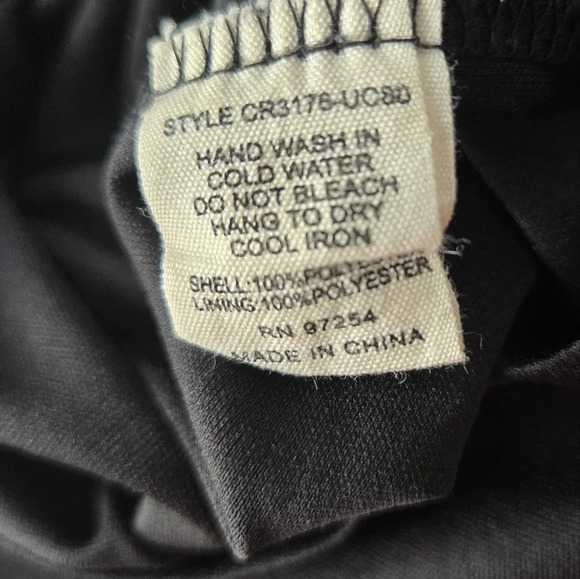 STYLE CR3176-UC80
HAND WASH IN
COLD WATER
DO NOT BLEACH
HANG TO DRY
COOL IRON
SHELL:100%POLYESTER
LINING:100%POLYESTER
RN 97254
MADE IN CHINA